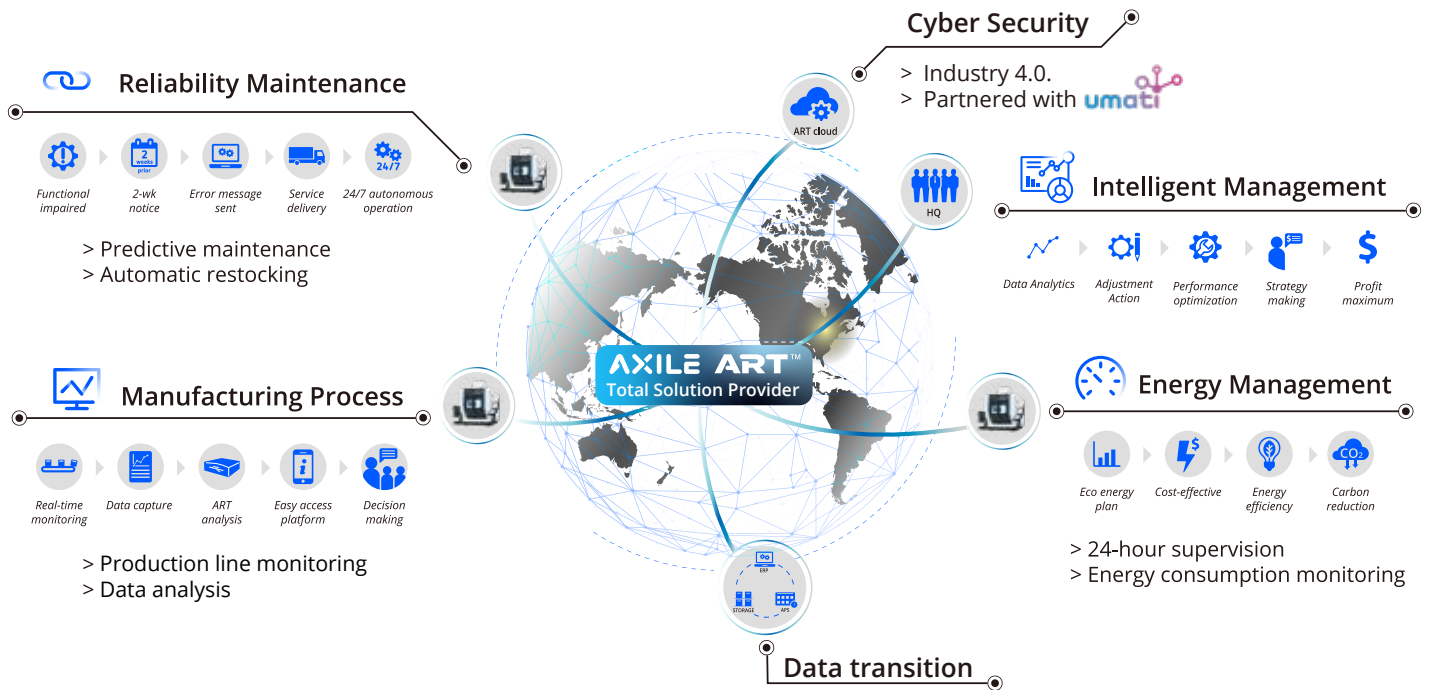 Cyber Security
> Industry 4.0.
> Partnered with umati
ART cloud
Reliability Maintenance
2
weeks
prior
24/7
Functional
impaired
2-wk
notice
Error message
sent
Service
delivery
24/7 autonomous
operation
> Predictive maintenance
> Automatic restocking
HQ
Intelligent Management
$
$
Data Analytics
Adjustment
Action
Performance
optimization
Strategy
making
Profit
maximum
AXILE ART™
Total Solution Provider
Manufacturing Process
i
Real-time
monitoring
Data capture
ART
analysis
Easy access
platform
Decision
making
> Production line monitoring
> Data analysis
Energy Management
$
CO₂
Eco energy
plan
Cost-effective
Energy
efficiency
Carbon
reduction
> 24-hour supervision
> Energy consumption monitoring
ERP
STORAGE
APS
Data transition